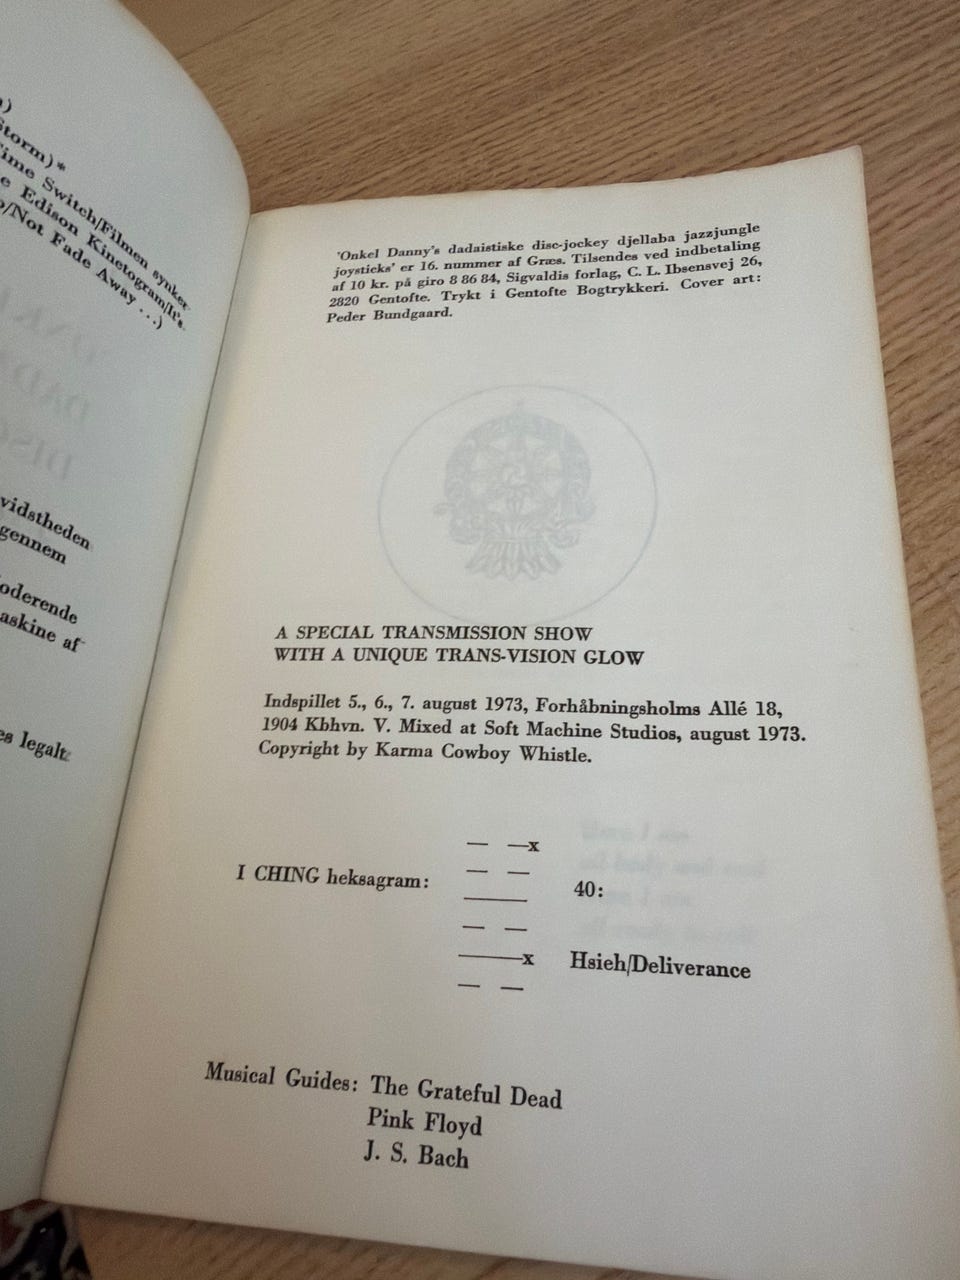 Storm)*
Time Switch/Filmen synker
Edison Kinetogram/It's
/Not Fade Away ...)
vidstheden
gennem
oderende
askine af
es legalt.
'Onkel Danny's dadaistiske disc-jockey djellaba jazzjungle
joysticks' er 16. nummer af Græs. Tilsendes ved indbetaling
af 10 kr. på giro 8 86 84, Sigvaldis forlag, C. L. Ibsensvej 26,
2820 Gentofte. Trykt i Gentofte Bogtrykkeri. Cover art:
Peder Bundgaard.
A SPECIAL TRANSMISSION SHOW
WITH A UNIQUE TRANS-VISION GLOW
Indspillet 5., 6., 7. august 1973, Forhåbningsholms Allé 18,
1904 Kbhvn. V. Mixed at Soft Machine Studios, august 1973.
Copyright by Karma Cowboy Whistle.
— —x
— —
I CHING heksagram: ——— 40:
— —
———x Hsieh/Deliverance
— —
Musical Guides: The Grateful Dead
Pink Floyd
J. S. Bach